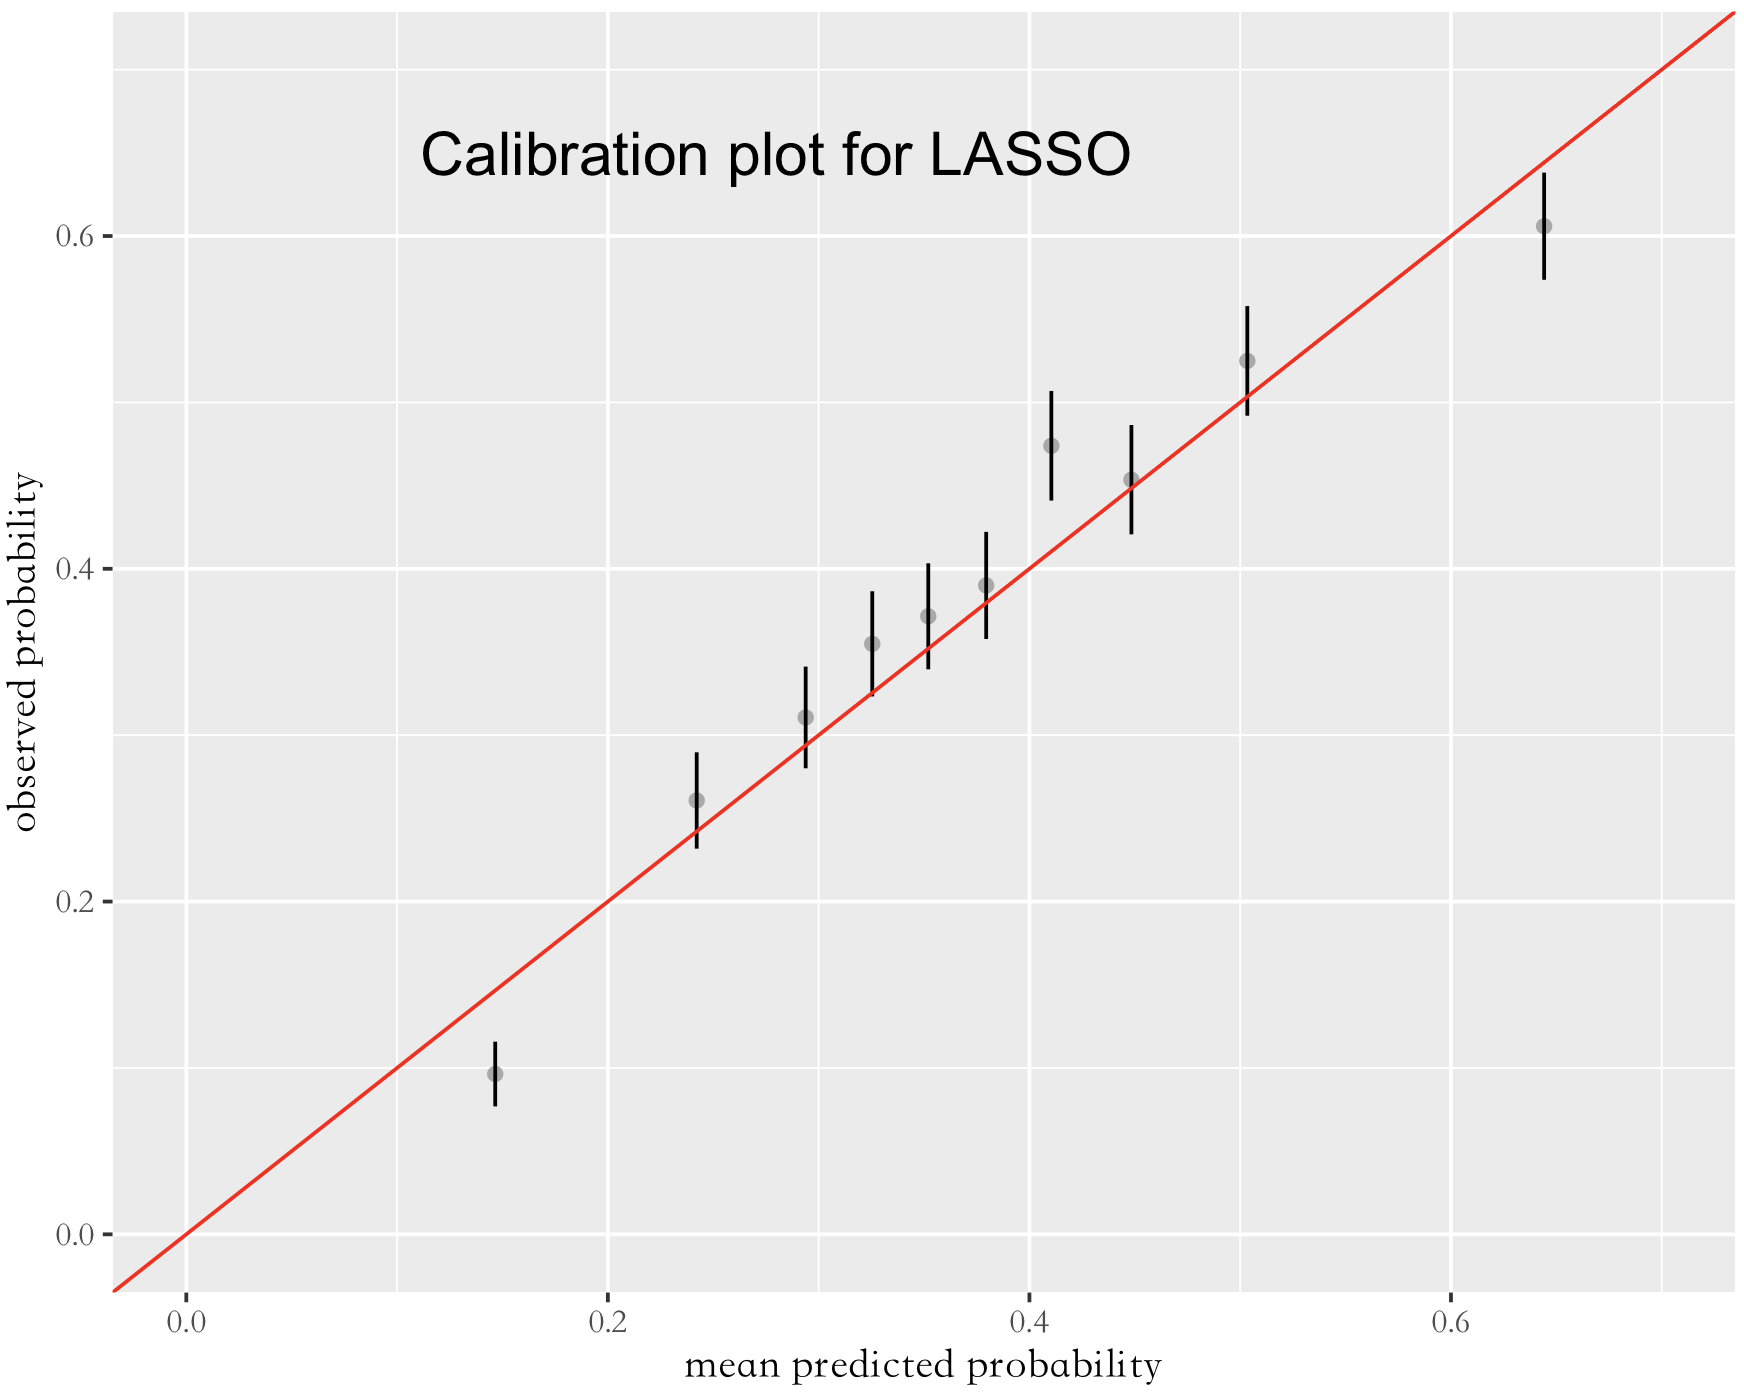 Calibration plot for LASSO
observed probability
0.6
0.4
0.2
0.0
0.0 0.2 0.4 0.6
mean predicted probability